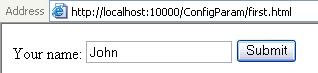 Address http://localhost:10000/ConfigParam/first.html
Your name: John Submit